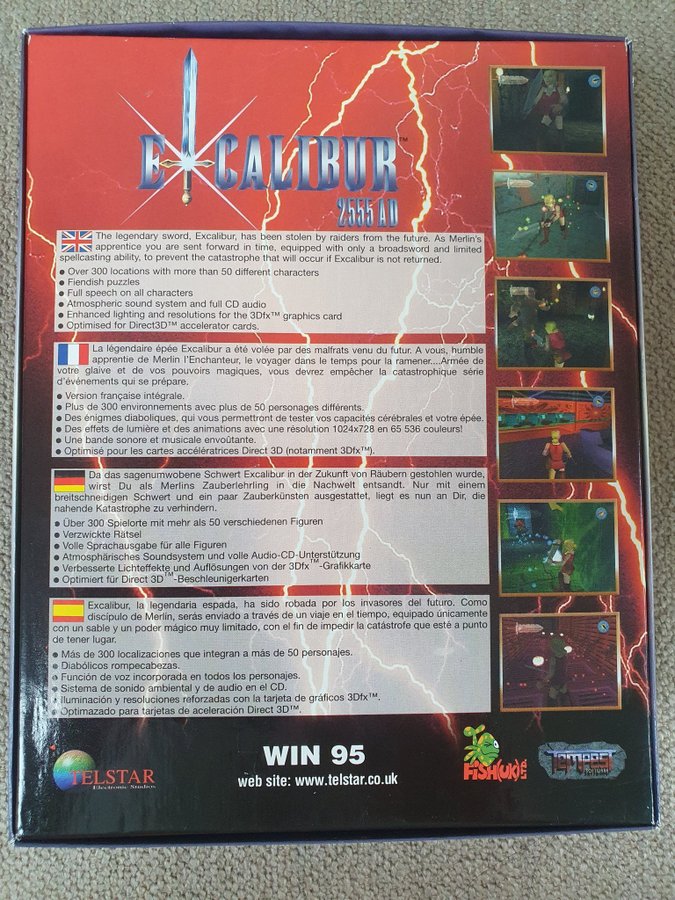 EXCALIBUR™
2555 AD
The legendary sword, Excalibur, has been stolen by raiders from the future. As Merlin's
apprentice you are sent forward in time, equipped with only a broadsword and limited
spellcasting ability, to prevent the catastrophe that will occur if Excalibur is not returned.
● Over 300 locations with more than 50 different characters
● Fiendish puzzles
● Full speech on all characters
● Atmospheric sound system and full CD audio
● Enhanced lighting and resolutions for the 3Dfx™ graphics card
● Optimised for Direct3D™ accelerator cards.
La légendaire épée Excalibur a été volée par des malfrats venu du futur. A vous, humble
apprentie de Merlin l'Enchanteur, le voyager dans le temps pour la ramener....Armée de
votre glaive et de vos pouvoirs magiques, vous devrez empêcher la catastrophique série
d'événements qui se prépare.
● Version française intégrale.
● Plus de 300 environnements avec plus de 50 personages différents.
● Des énigmes diaboliques, qui vous permettront de tester vos capacités cérébrales et votre épée.
● Des effets de lumière et des animations avec une résolution 1024x728 en 65 536 couleurs!
● Une bande sonore et musicale envoûtante.
● Optimisé pour les cartes accélératrices Direct 3D (notamment 3Dfx™).
Da das sagenumwobene Schwert Excalibur in der Zukunft von Räubern gestohlen wurde,
wirst Du als Merlins Zauberlehrling in die Nachwelt entsandt. Nur mit einem
breitschneidigen Schwert und ein paar Zauberkünsten ausgestattet, liegt es nun an Dir, die
nahende Katastrophe zu verhindern.
● Über 300 Spielorte mit mehr als 50 verschiedenen Figuren
● Verzwickte Rätsel
● Volle Sprachausgabe für alle Figuren
● Atmosphärisches Soundsystem und volle Audio-CD-Unterstützung
● Verbesserte Lichteffekte und Auflösungen von der 3Dfx™-Grafikkarte
● Optimiert für Direct 3D™-Beschleunigerkarten
Excalibur, la legendaria espada, ha sido robada por los invasores del futuro. Como
discípulo de Merlin, serás enviado a través de un viaje en el tiempo, equipado únicamente
con un sable y un poder mágico muy limitado, con el fin de impedir la catástrofe que esté a punto
de tener lugar.
● Más de 300 localizaciones que integran a más de 50 personajes.
● Diabólicos rompecabezas.
● Función de voz incorporada en todos los personajes.
● Sistema de sonido ambiental y de audio en el CD.
● Iluminación y resoluciones reforzadas con la tarjeta de gráficos 3Dfx™.
● Optimazado para tarjetas de aceleración Direct 3D™.
TELSTAR
Electronic Studios
WIN 95
web site: www.telstar.co.uk
FISH(UK)LTD
TEMPEST